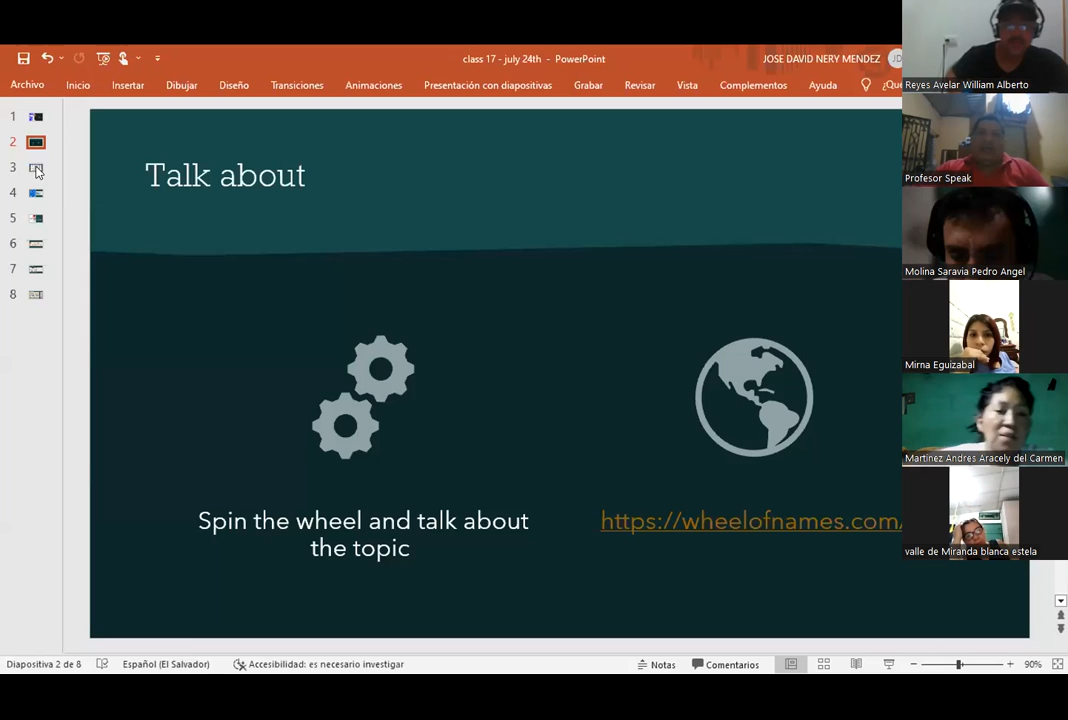 class 17 - july 24th - PowerPoint
JOSE DAVID NERY MENDEZ
JD
Archivo Inicio Insertar Dibujar Diseño Transiciones Animaciones Presentación con diapositivas Grabar Revisar Vista Complementos Ayuda ¿Qu
1
2
3
4
5
6
7
8
Talk about
Spin the wheel and talk about
the topic
https://wheelofnames.com/
Reyes Avelar William Alberto
Profesor Speak
Molina Saravia Pedro Angel
Mirna Eguizabal
Martinez Andres Aracely del Carmen
valle de Miranda blanca estela
Diapositiva 2 de 8 Español (El Salvador) Accesibilidad: es necesario investigar Notas Comentarios 90%